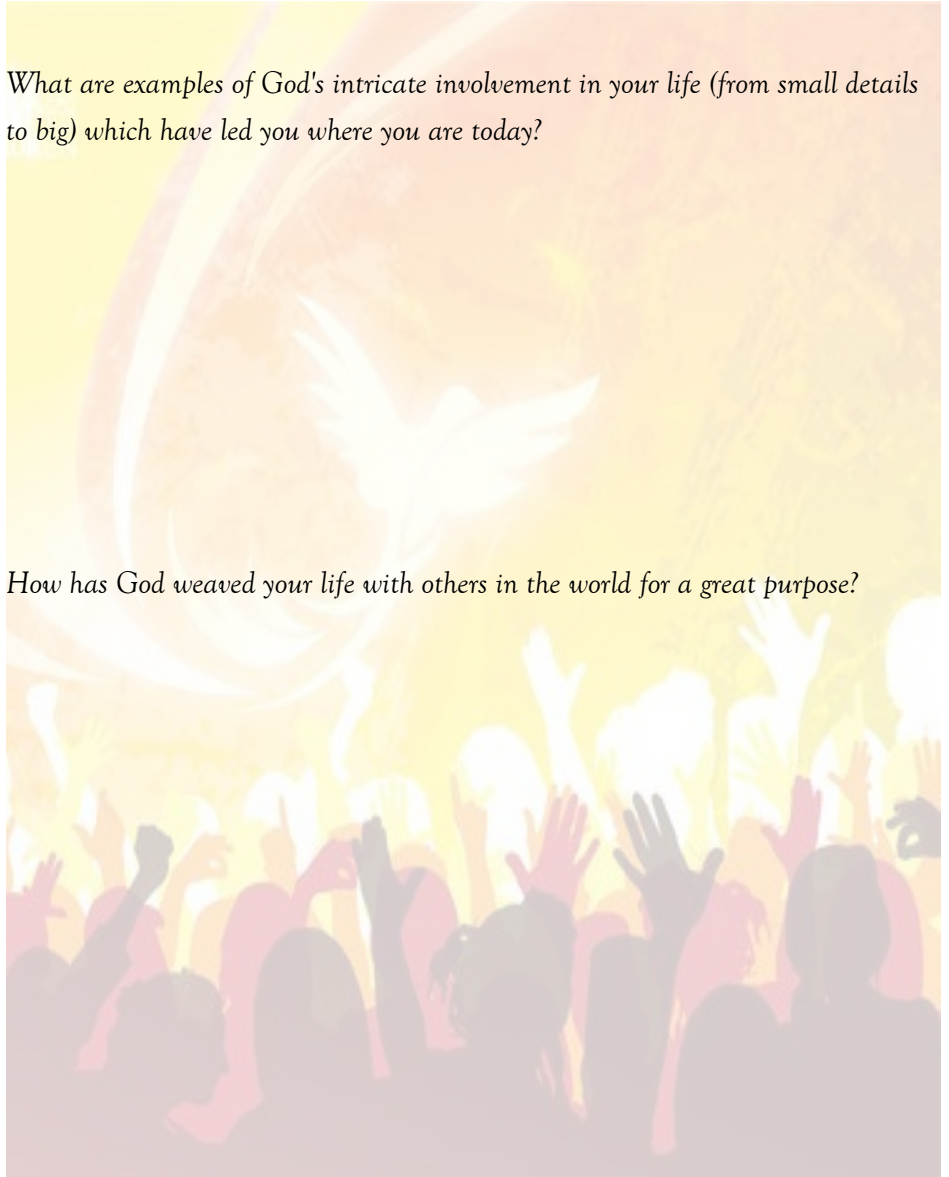 What are examples of God's intricate involvement in your life (from small details
to big) which have led you where you are today?
How has God weaved your life with others in the world for a great purpose?